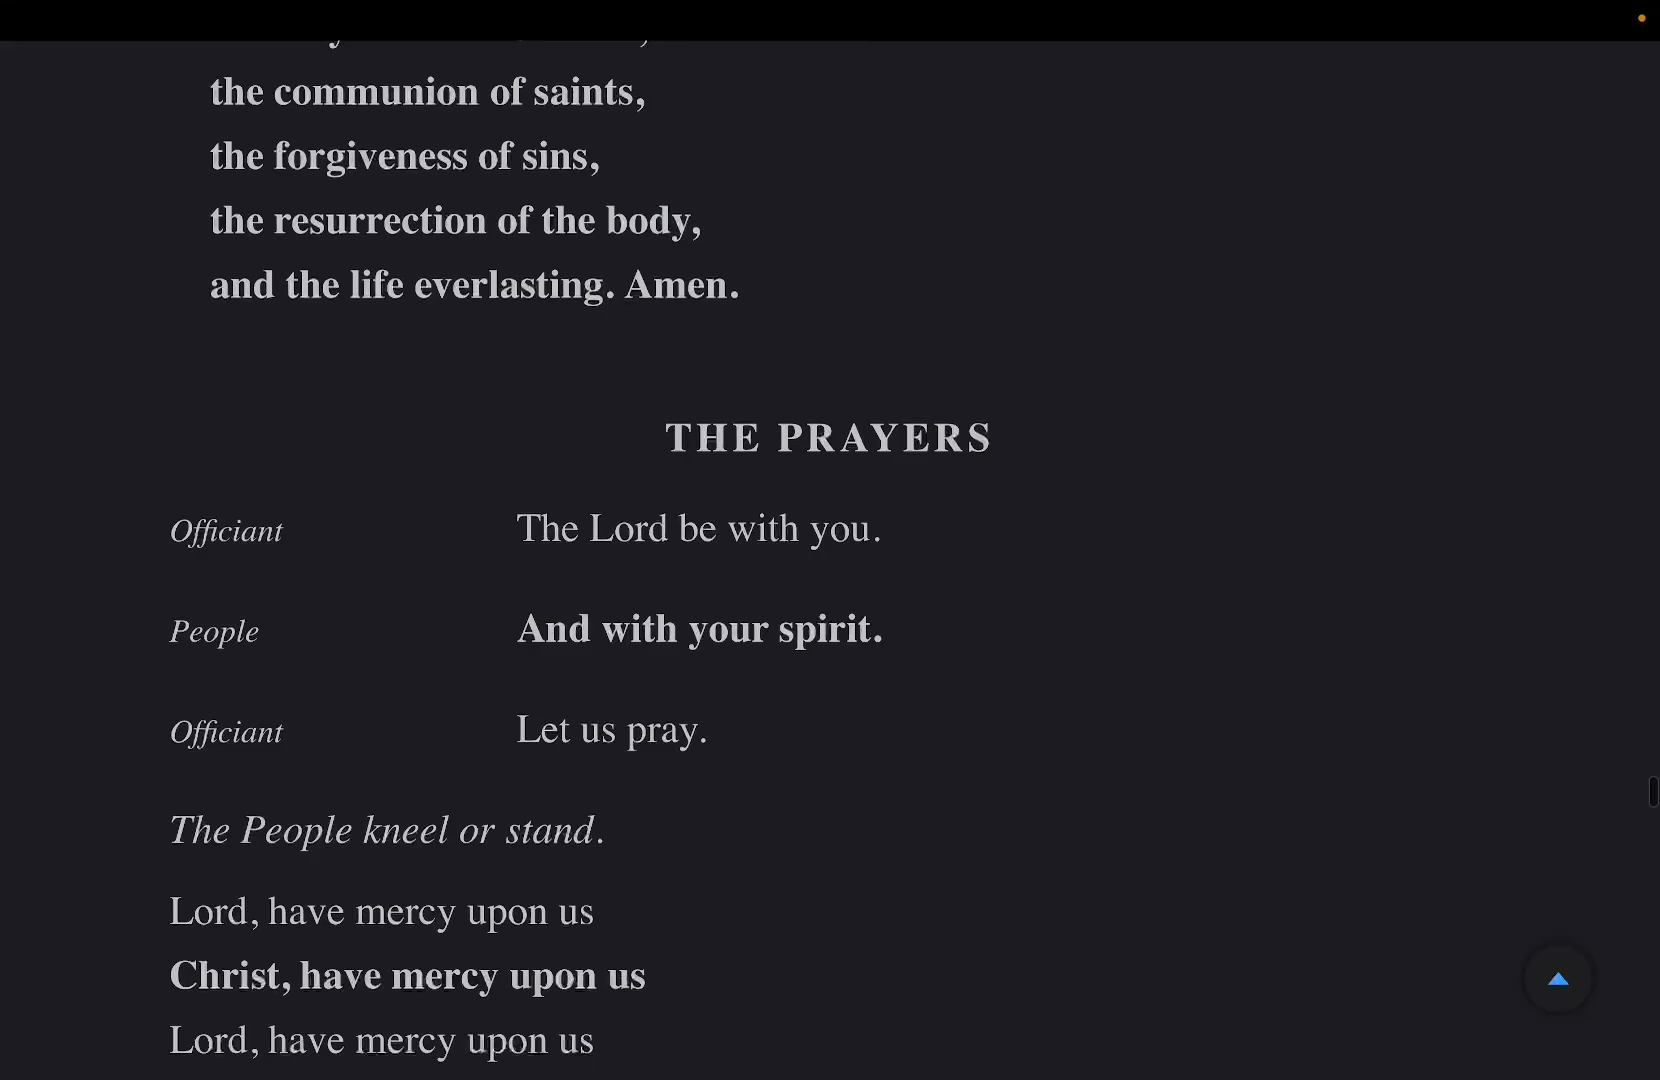 the communion of saints,
the forgiveness of sins,
the resurrection of the body,
and the life everlasting. Amen.
THE PRAYERS
Officiant The Lord be with you.
People And with your spirit.
Officiant Let us pray.
The People kneel or stand.
Lord, have mercy upon us
Christ, have mercy upon us
Lord, have mercy upon us